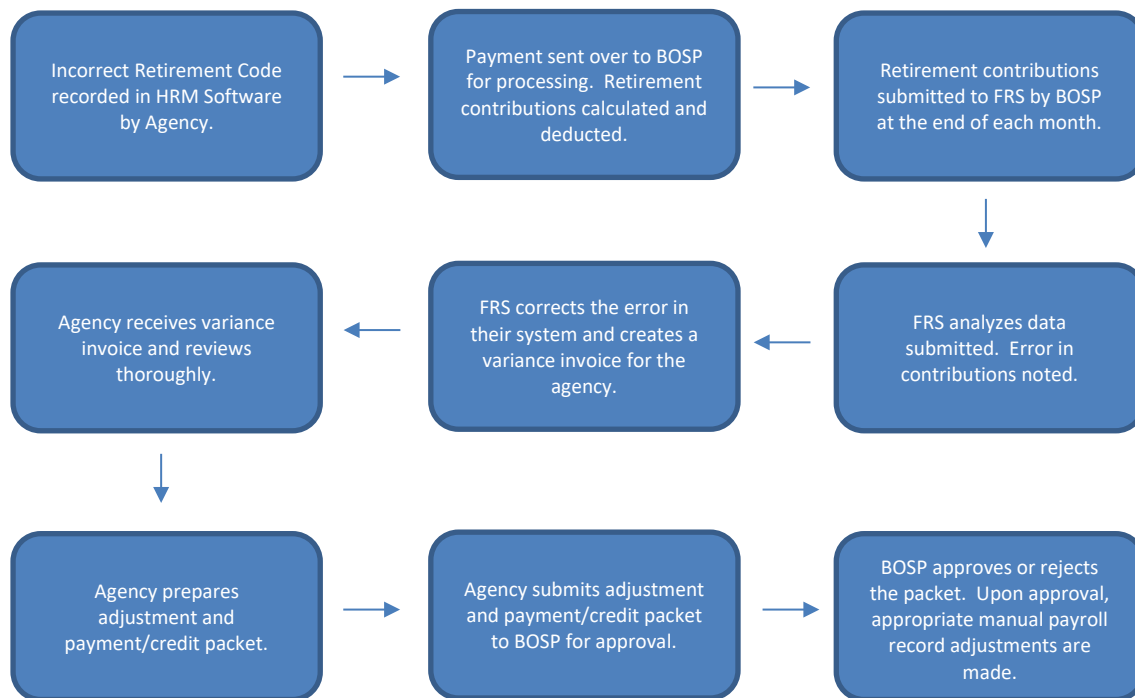 Incorrect Retirement Code
recorded in HRM Software
by Agency.
Payment sent over to BOSP
for processing.  Retirement
contributions calculated and
deducted.
Retirement contributions
submitted to FRS by BOSP
at the end of each month.
FRS analyzes data
submitted.  Error in
contributions noted.
FRS corrects the error in
their system and creates a
variance invoice for the
agency.
Agency receives variance
invoice and reviews
thoroughly.
Agency prepares
adjustment and
payment/credit packet.
Agency submits adjustment
and payment/credit packet
to BOSP for approval.
BOSP approves or rejects
the packet.  Upon approval,
appropriate manual payroll
record adjustments are
made.